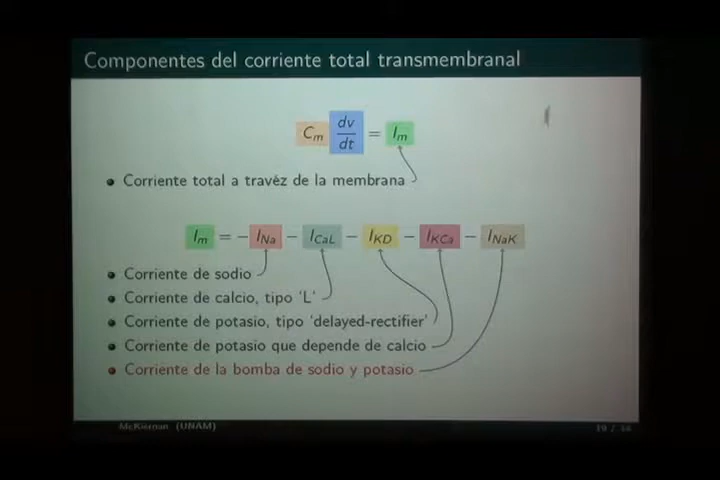 Componentes del corriente total transmembranal
C_m dv/dt = I_m
Corriente total a travéz de la membrana
I_m = − I_Na − I_CaL − I_KD − I_KCa − I_NaK
Corriente de sodio
Corriente de calcio, tipo 'L'
Corriente de potasio, tipo 'delayed-rectifier'
Corriente de potasio que depende de calcio
Corriente de la bomba de sodio y potasio
McKiernan (UNAM)